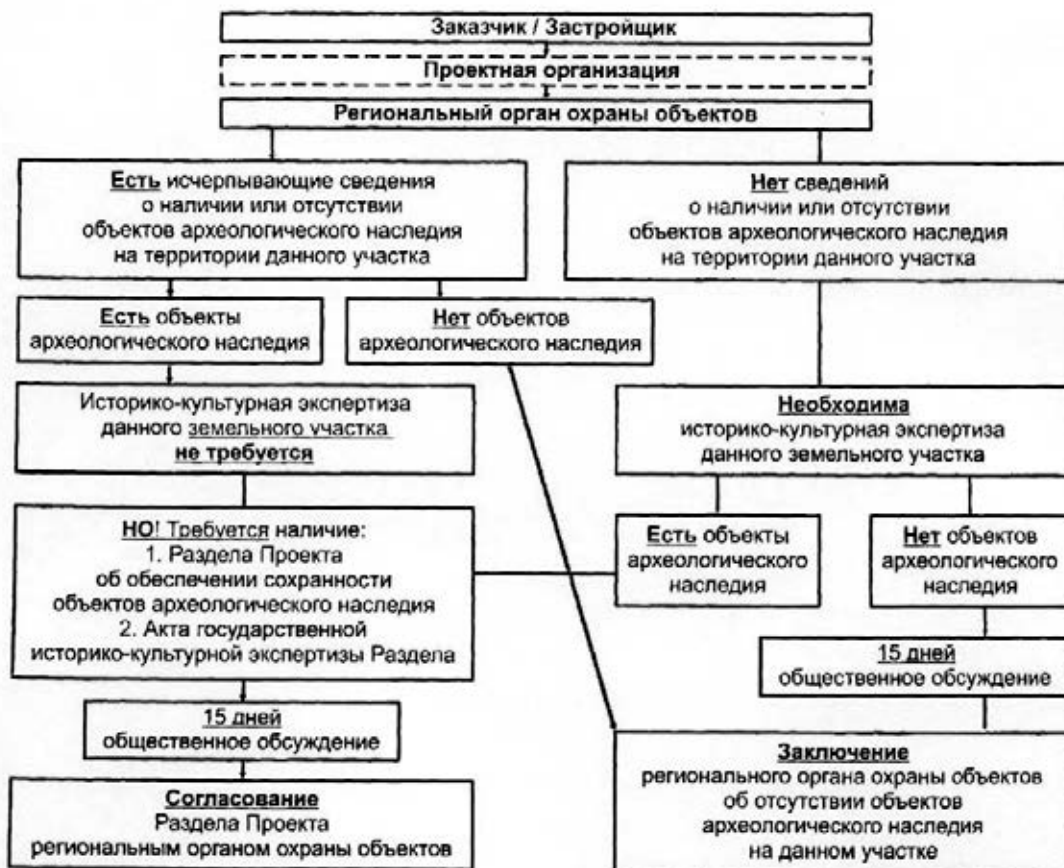 Заказчик / Застройщик
Проектная организация
Региональный орган охраны объектов
Есть исчерпывающие сведения
о наличии или отсутствии
объектов археологического наследия
на территории данного участка
Нет сведений
о наличии или отсутствии
объектов археологического наследия
на территории данного участка
Есть объекты
археологического наследия
Нет объектов
археологического наследия
Историко-культурная экспертиза
данного земельного участка
не требуется
Необходима
историко-культурная экспертиза
данного земельного участка
НО! Требуется наличие:
1. Раздела Проекта
об обеспечении сохранности
объектов археологического наследия
2. Акта государственной
историко-культурной экспертизы Раздела
Есть объекты
археологического
наследия
Нет объектов
археологического
наследия
15 дней
общественное обсуждение
15 дней
общественное обсуждение
Согласование
Раздела Проекта
региональным органом охраны объектов
Заключение
регионального органа охраны объектов
об отсутствии объектов
археологического наследия
на данном участке